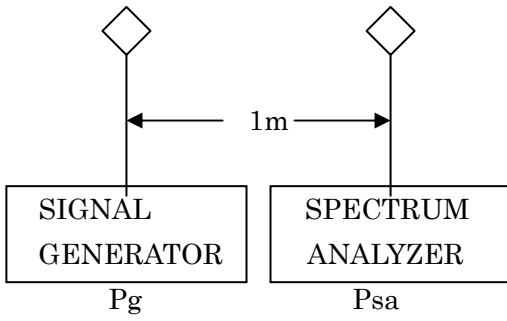 1m
SIGNAL
GENERATOR
SPECTRUM
ANALYZER
Pg
Psa